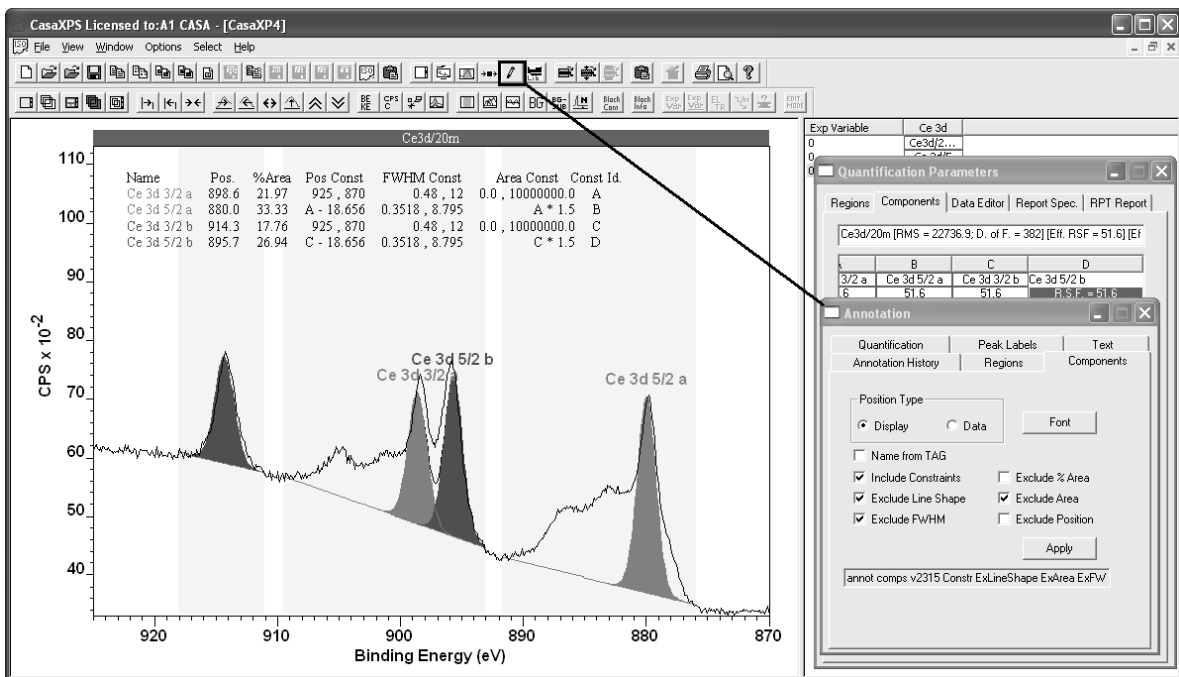 CasaXPS Licensed to:A1 CASA - [CasaXP4]
File View Window Options Select Help
Ce3d/20m
Name Pos. %Area Pos Const FWHM Const Area Const Const Id.
Ce 3d 3/2 a 898.6 21.97 925 , 870 0.48 , 12 0.0 , 10000000.0 A
Ce 3d 5/2 a 880.0 33.33 A - 18.656 0.3518 , 8.795 A * 1.5 B
Ce 3d 3/2 b 914.3 17.76 925 , 870 0.48 , 12 0.0 , 10000000.0 C
Ce 3d 5/2 b 895.7 26.94 C - 18.656 0.3518 , 8.795 C * 1.5 D
110
100
90
80
70
60
50
40
CPS x 10-2
Ce 3d 5/2 b
Ce 3d 3/2 a
Ce 3d 5/2 a
920 910 900 890 880 870
Binding Energy (eV)
Exp Variable Ce 3d
0 Ce3d/2...
0
Quantification Parameters
Regions Components Data Editor Report Spec. RPT Report
Ce3d/20m [RMS = 22736.9; D. of F. = 382] [Eff. RSF = 51.6] [Ef
B C D
3/2 a Ce 3d 5/2 a Ce 3d 3/2 b Ce 3d 5/2 b
.6 51.6 51.6 R.S.F. = 51.6
Annotation
Quantification Peak Labels Text
Annotation History Regions Components
Position Type
Display Data Font
Name from TAG
Include Constraints Exclude % Area
Exclude Line Shape Exclude Area
Exclude FWHM Exclude Position
Apply
annot comps v2315 Constr ExLineShape ExArea ExFW